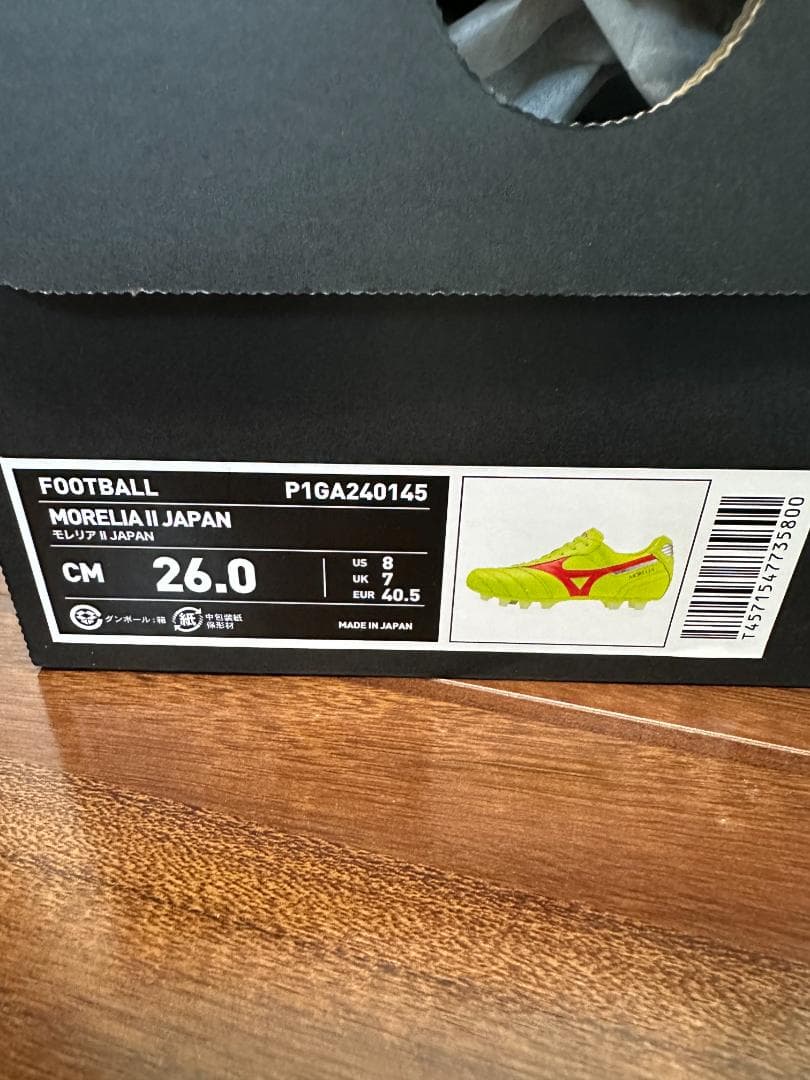 FOOTBALL P1GA240145
MORELIA II JAPAN
モレリア II JAPAN
CM 26.0
US 8
UK 7
EUR 40.5
ダンボール:箱
紙
中包装紙
保形材
MADE IN JAPAN
T4571547735800